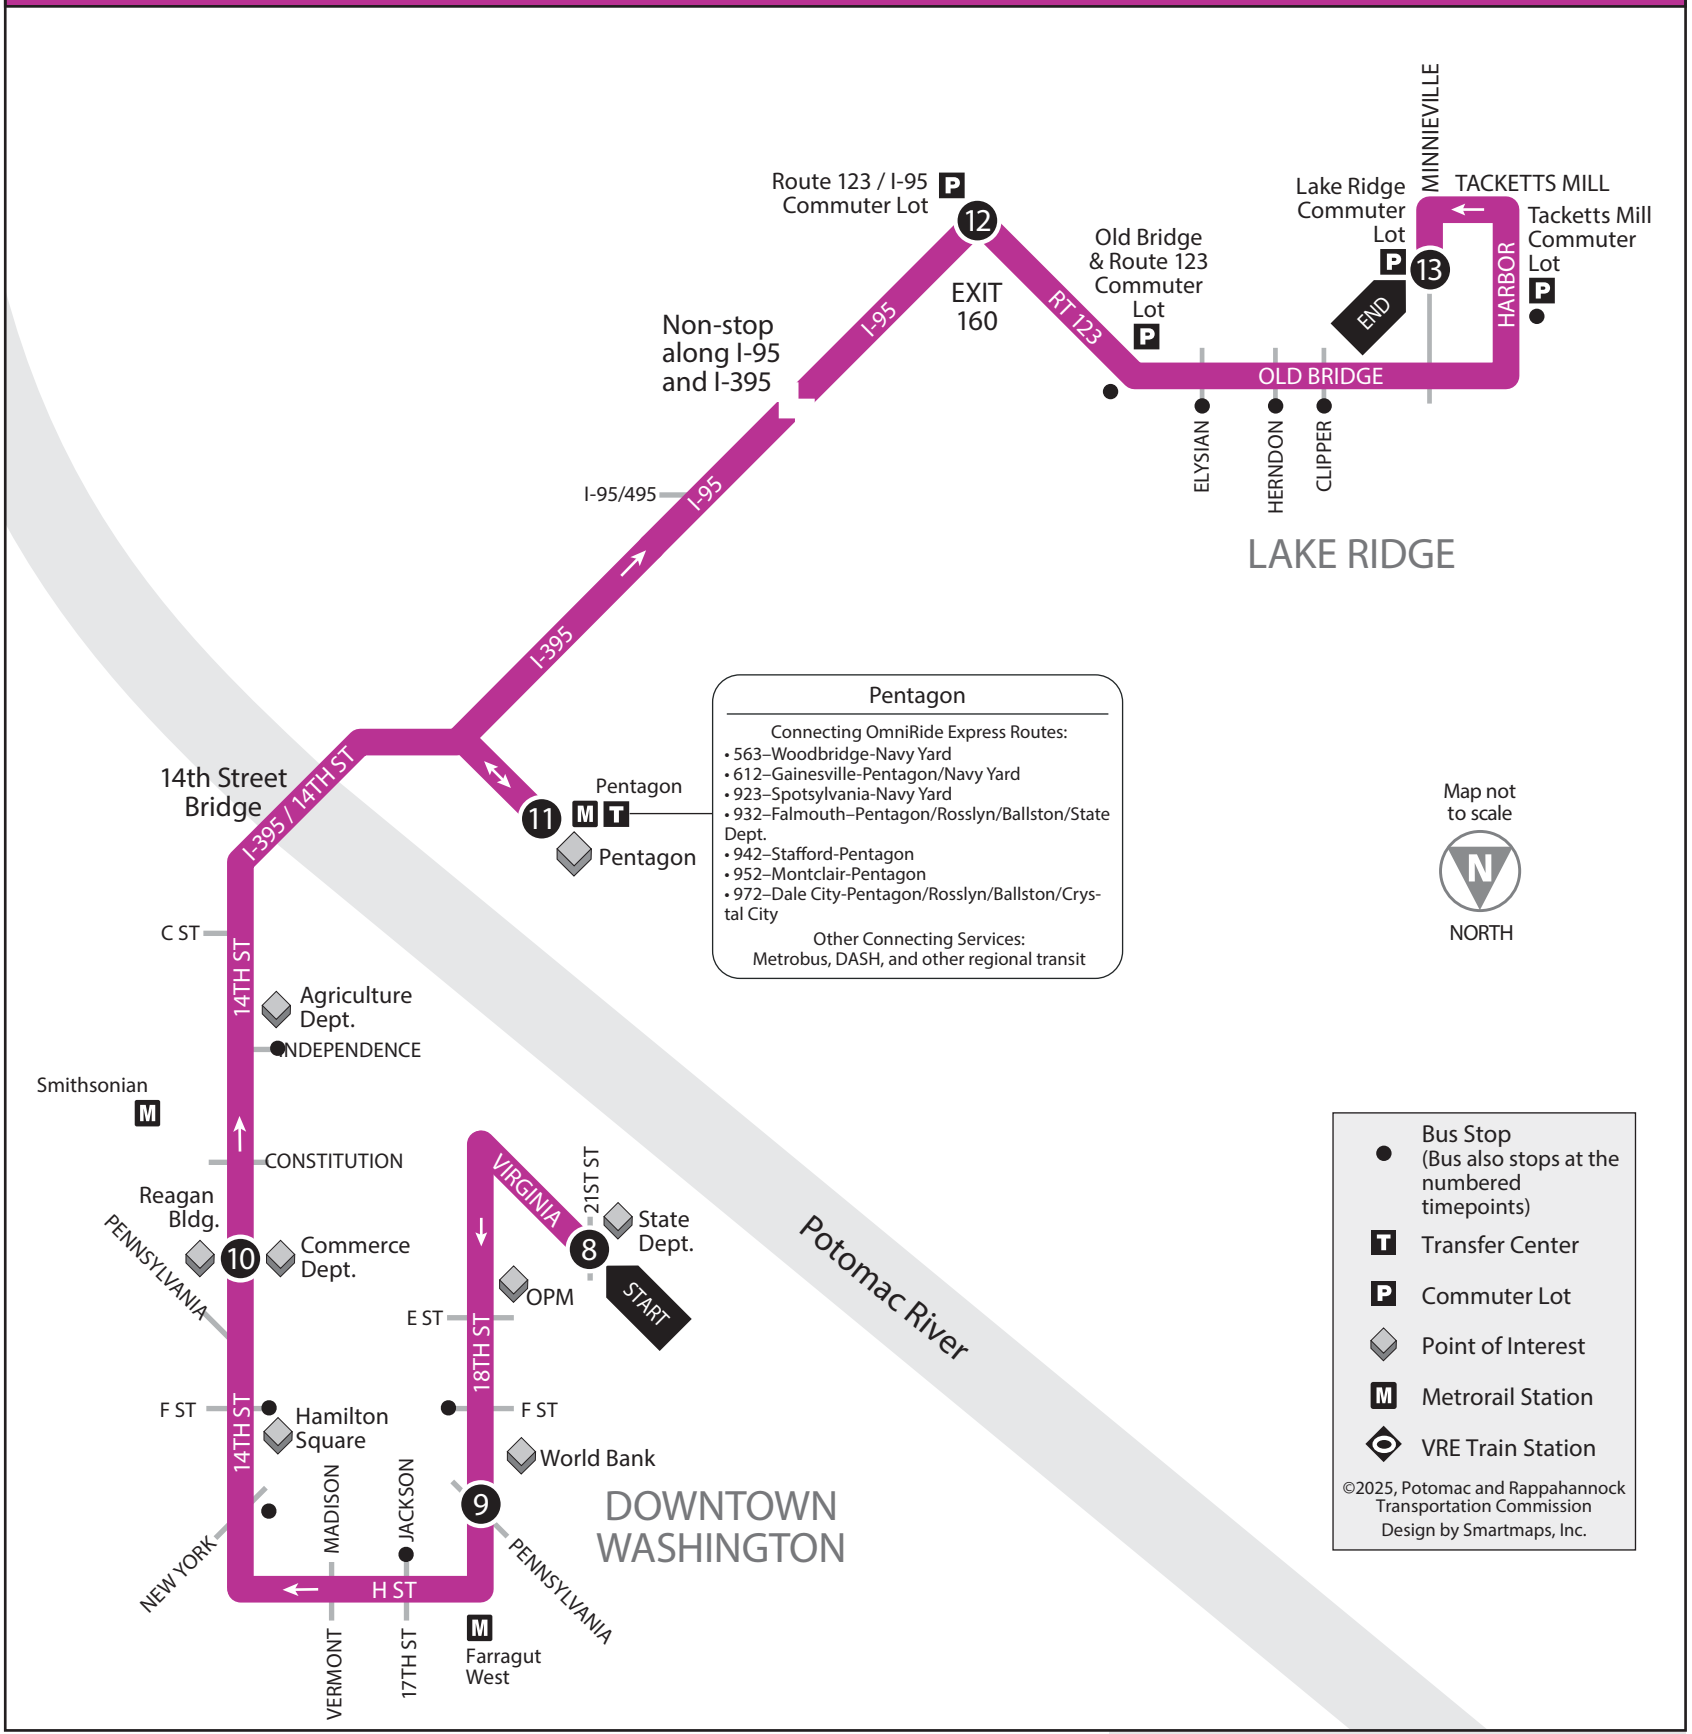 MINNIEVILLE
Route 123 / I-95
Commuter Lot
P
12
EXIT
160
Lake Ridge
Commuter
Lot
P
13
END
TACKETTS MILL
Tacketts Mill
Commuter
Lot
P
HARBOR
Old Bridge
& Route 123
Commuter
Lot
P
RT 123
I-95
OLD BRIDGE
ELYSIAN
HERNDON
CLIPPER
LAKE RIDGE
Non-stop
along I-95
and I-395
I-95/495
I-95
I-395
14th Street
Bridge
I-395 / 14TH ST
11
M
T
Pentagon
Pentagon
Pentagon
Connecting OmniRide Express Routes:
• 563–Woodbridge-Navy Yard
• 612–Gainesville-Pentagon/Navy Yard
• 923–Spotsylvania-Navy Yard
• 932–Falmouth–Pentagon/Rosslyn/Ballston/State
Dept.
• 942–Stafford-Pentagon
• 952–Montclair-Pentagon
• 972–Dale City-Pentagon/Rosslyn/Ballston/Crys-
tal City
Other Connecting Services:
Metrobus, DASH, and other regional transit
Map not
to scale
N
NORTH
C ST
14TH ST
Agriculture
Dept.
INDEPENDENCE
Smithsonian
M
CONSTITUTION
Reagan
Bldg.
PENNSYLVANIA
10
Commerce
Dept.
VIRGINIA
21ST ST
8
State
Dept.
START
OPM
E ST
18TH ST
F ST
14TH ST
Hamilton
Square
F ST
World Bank
9
PENNSYLVANIA
MADISON
JACKSON
NEW YORK
H ST
VERMONT
17TH ST
M
Farragut
West
DOWNTOWN
WASHINGTON
Potomac River
Bus Stop
(Bus also stops at the
numbered
timepoints)
T
Transfer Center
P
Commuter Lot
Point of Interest
M
Metrorail Station
VRE Train Station
©2025, Potomac and Rappahannock
Transportation Commission
Design by Smartmaps, Inc.